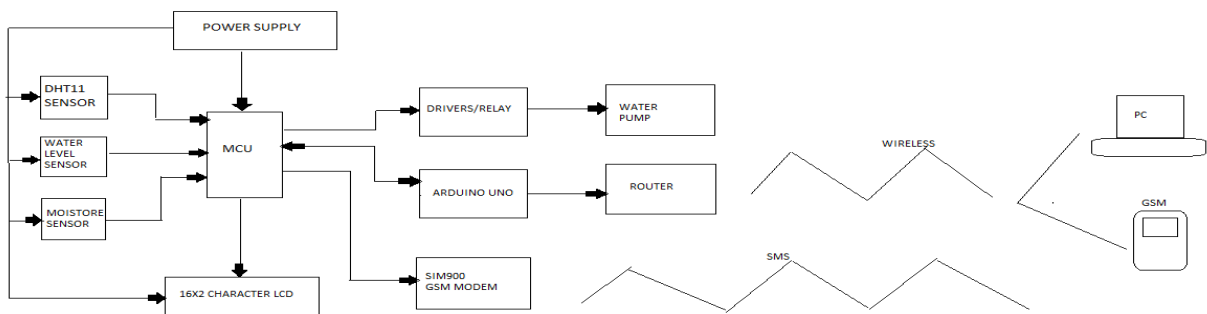 POWER SUPPLY
DHT11
SENSOR
WATER
LEVEL
SENSOR
MOISTORE
SENSOR
MCU
16X2 CHARACTER LCD
DRIVERS/RELAY
WATER
PUMP
ARDUINO UNO
ROUTER
SIM900
GSM MODEM
WIRELESS
SMS
PC
GSM